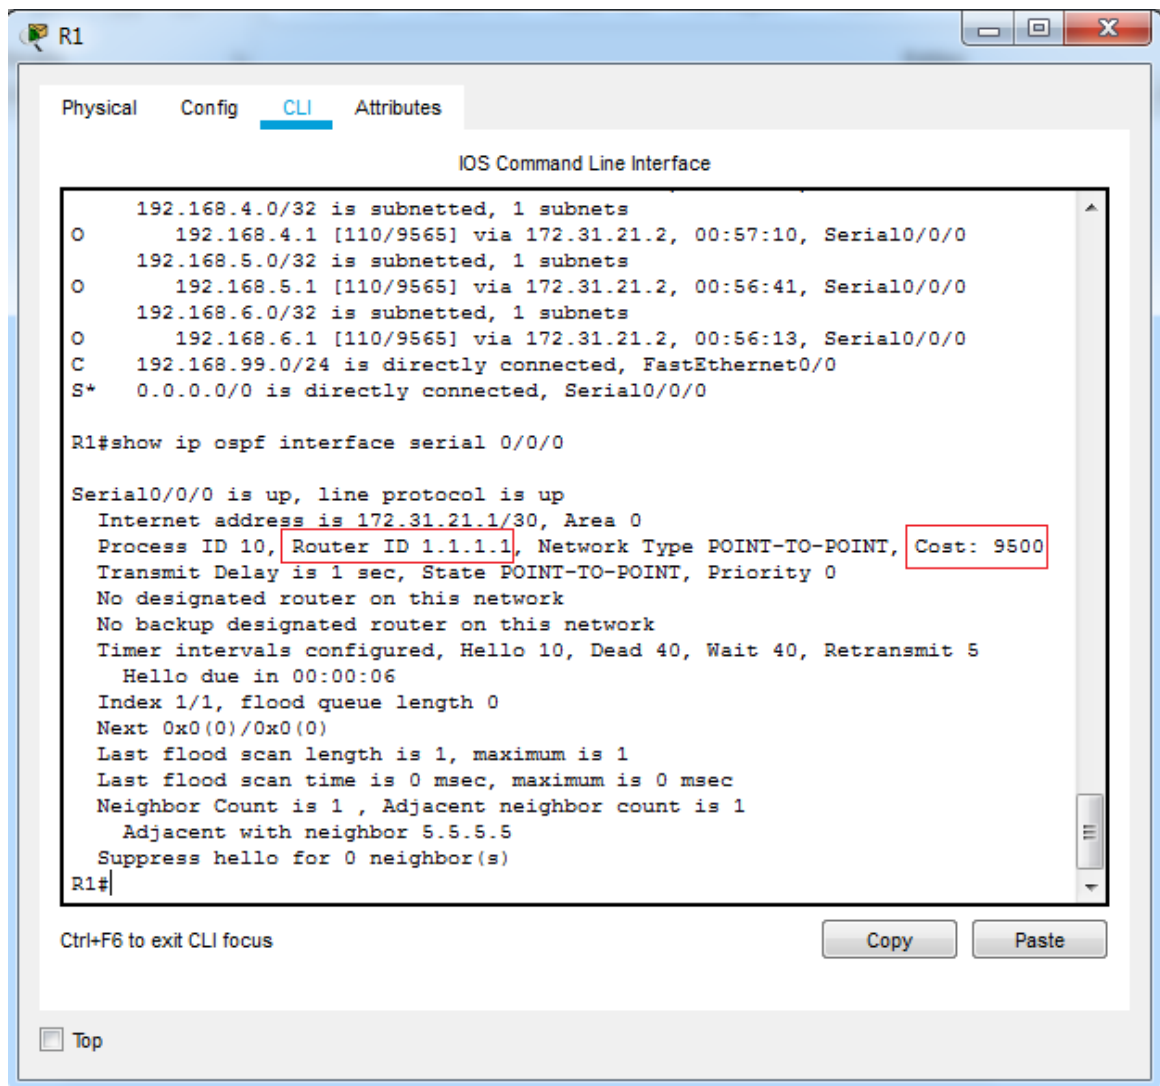 R1
Physical Config CLI Attributes
IOS Command Line Interface
192.168.4.0/32 is subnetted, 1 subnets
O 192.168.4.1 [110/9565] via 172.31.21.2, 00:57:10, Serial0/0/0
192.168.5.0/32 is subnetted, 1 subnets
O 192.168.5.1 [110/9565] via 172.31.21.2, 00:56:41, Serial0/0/0
192.168.6.0/32 is subnetted, 1 subnets
O 192.168.6.1 [110/9565] via 172.31.21.2, 00:56:13, Serial0/0/0
C 192.168.99.0/24 is directly connected, FastEthernet0/0
S* 0.0.0.0/0 is directly connected, Serial0/0/0
R1#show ip ospf interface serial 0/0/0
Serial0/0/0 is up, line protocol is up
Internet address is 172.31.21.1/30, Area 0
Process ID 10, Router ID 1.1.1.1, Network Type POINT-TO-POINT, Cost: 9500
Transmit Delay is 1 sec, State POINT-TO-POINT, Priority 0
No designated router on this network
No backup designated router on this network
Timer intervals configured, Hello 10, Dead 40, Wait 40, Retransmit 5
Hello due in 00:00:06
Index 1/1, flood queue length 0
Next 0x0(0)/0x0(0)
Last flood scan length is 1, maximum is 1
Last flood scan time is 0 msec, maximum is 0 msec
Neighbor Count is 1 , Adjacent neighbor count is 1
Adjacent with neighbor 5.5.5.5
Suppress hello for 0 neighbor(s)
R1#
Ctrl+F6 to exit CLI focus
Copy Paste
Top